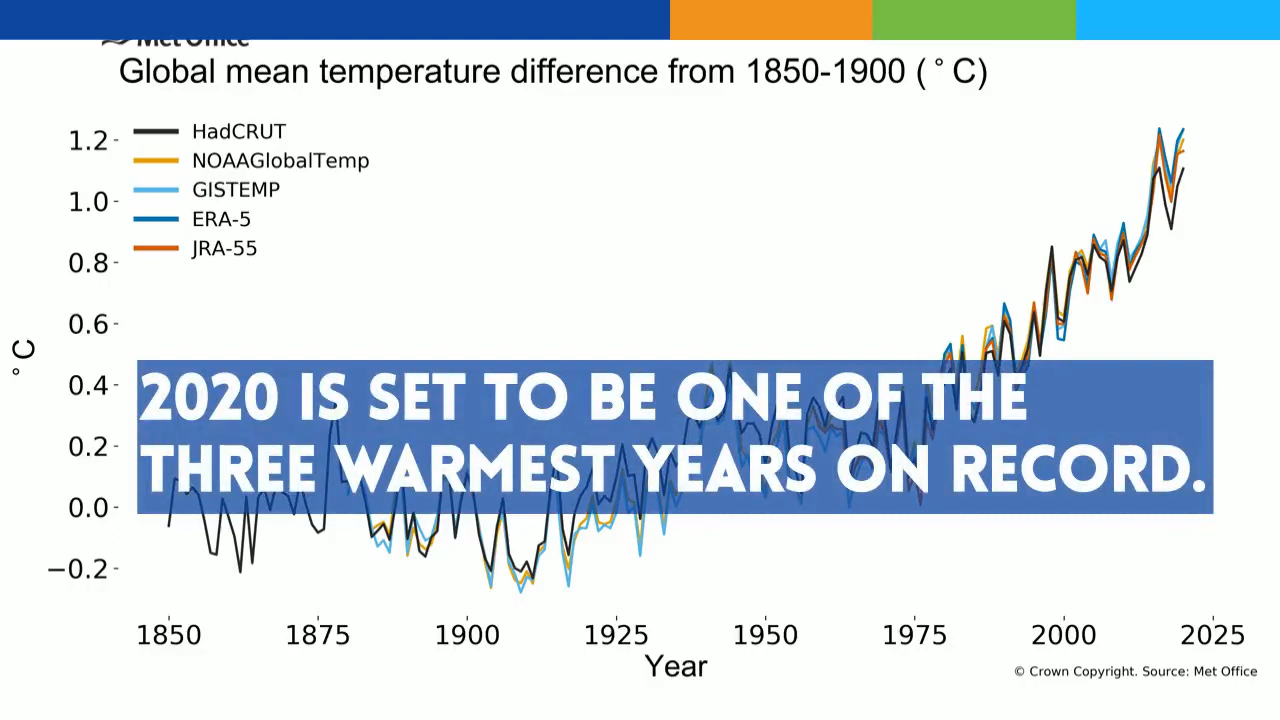 Met Office
Global mean temperature difference from 1850-1900 (°C)
HadCRUT
NOAAGlobalTemp
GISTEMP
ERA-5
JRA-55
1.2
1.0
0.8
0.6
0.4
0.2
0.0
−0.2
°C
2020 IS SET TO BE ONE OF THE
THREE WARMEST YEARS ON RECORD.
1850 1875 1900 1925 1950 1975 2000 2025
Year
© Crown Copyright. Source: Met Office